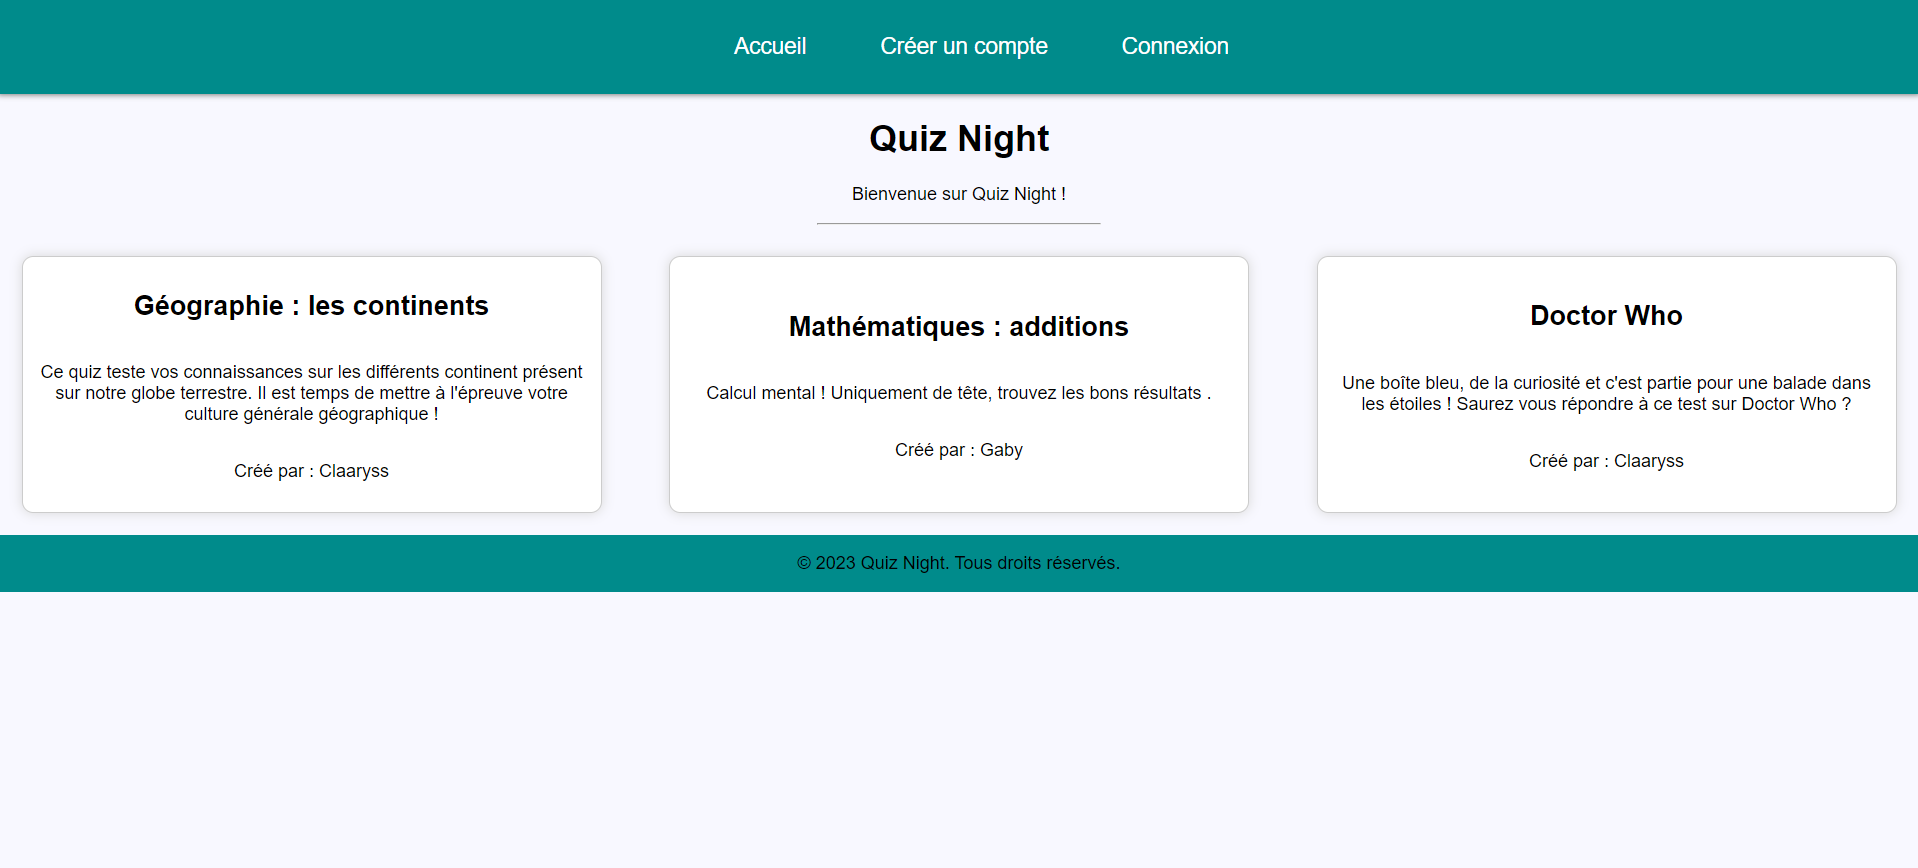 Accueil
Créer un compte
Connexion
Quiz Night
Bienvenue sur Quiz Night !
Géographie : les continents
Ce quiz teste vos connaissances sur les différents continent présent
sur notre globe terrestre. Il est temps de mettre à l'épreuve votre
culture générale géographique !
Créé par : Claaryss
Mathématiques : additions
Calcul mental ! Uniquement de tête, trouvez les bons résultats .
Créé par : Gaby
Doctor Who
Une boîte bleu, de la curiosité et c'est partie pour une balade dans
les étoiles ! Saurez vous répondre à ce test sur Doctor Who ?
Créé par : Claaryss
© 2023 Quiz Night. Tous droits réservés.